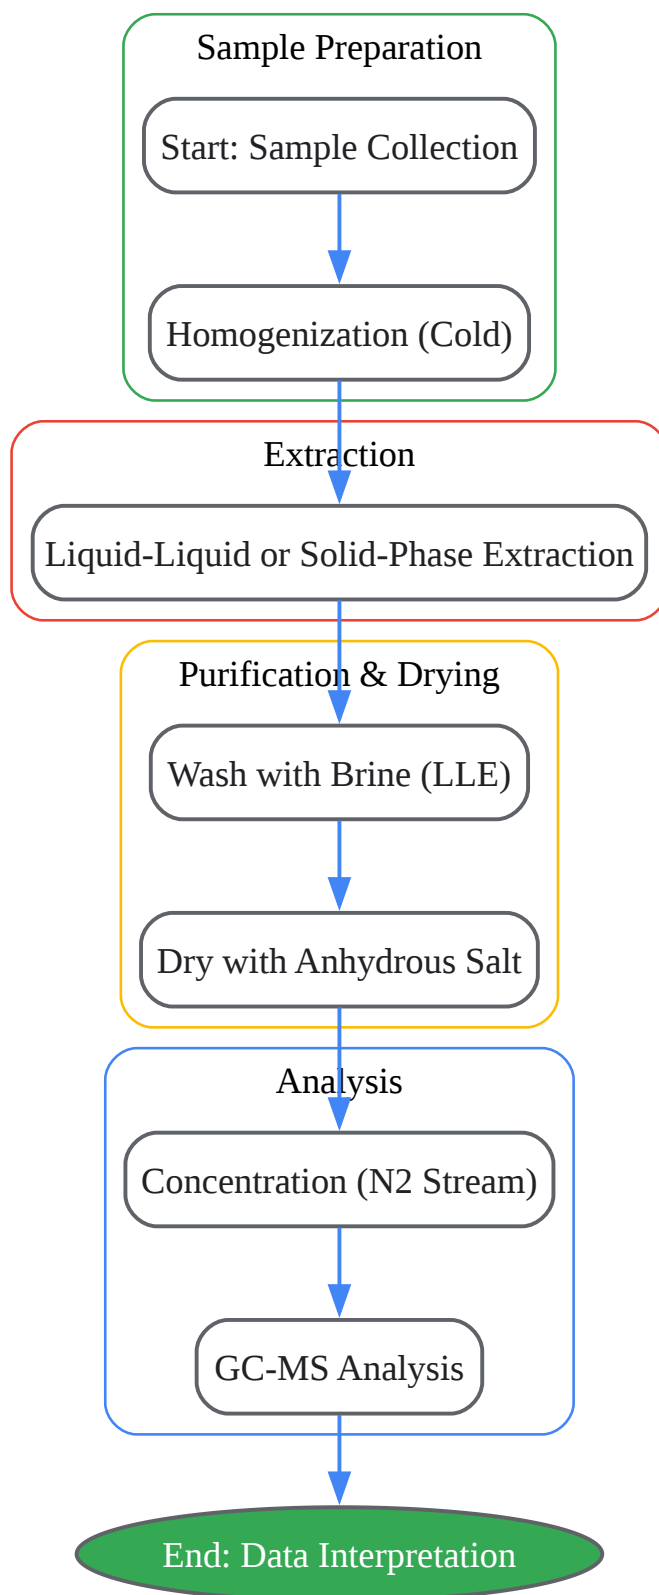 Sample Preparation
Start: Sample Collection
Homogenization (Cold)
Extraction
Liquid-Liquid or Solid-Phase Extraction
Purification & Drying
Wash with Brine (LLE)
Dry with Anhydrous Salt
Analysis
Concentration (N2 Stream)
GC-MS Analysis
End: Data Interpretation